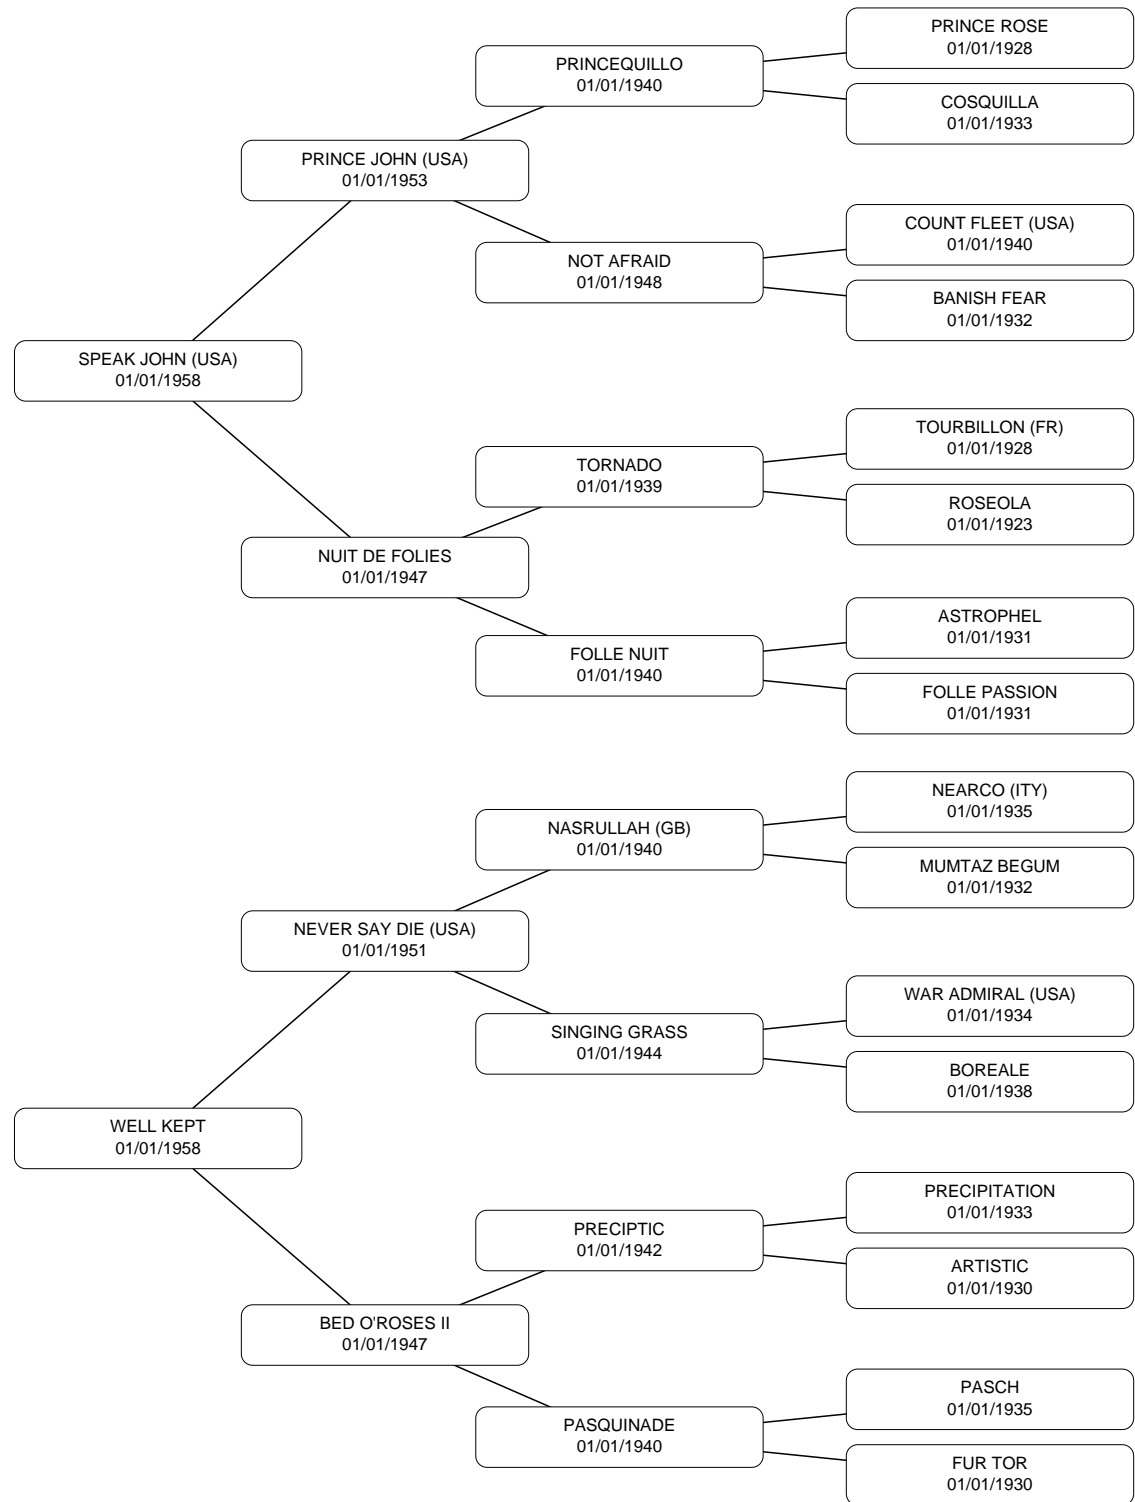 PRINCE ROSE
01/01/1928
PRINCEQUILLO
01/01/1940
COSQUILLA
01/01/1933
PRINCE JOHN (USA)
01/01/1953
COUNT FLEET (USA)
01/01/1940
NOT AFRAID
01/01/1948
BANISH FEAR
01/01/1932
SPEAK JOHN (USA)
01/01/1958
TOURBILLON (FR)
01/01/1928
TORNADO
01/01/1939
ROSEOLA
01/01/1923
NUIT DE FOLIES
01/01/1947
ASTROPHEL
01/01/1931
FOLLE NUIT
01/01/1940
FOLLE PASSION
01/01/1931
NEARCO (ITY)
01/01/1935
NASRULLAH (GB)
01/01/1940
MUMTAZ BEGUM
01/01/1932
NEVER SAY DIE (USA)
01/01/1951
WAR ADMIRAL (USA)
01/01/1934
SINGING GRASS
01/01/1944
BOREALE
01/01/1938
WELL KEPT
01/01/1958
PRECIPITATION
01/01/1933
PRECIPTIC
01/01/1942
ARTISTIC
01/01/1930
BED O'ROSES II
01/01/1947
PASCH
01/01/1935
PASQUINADE
01/01/1940
FUR TOR
01/01/1930